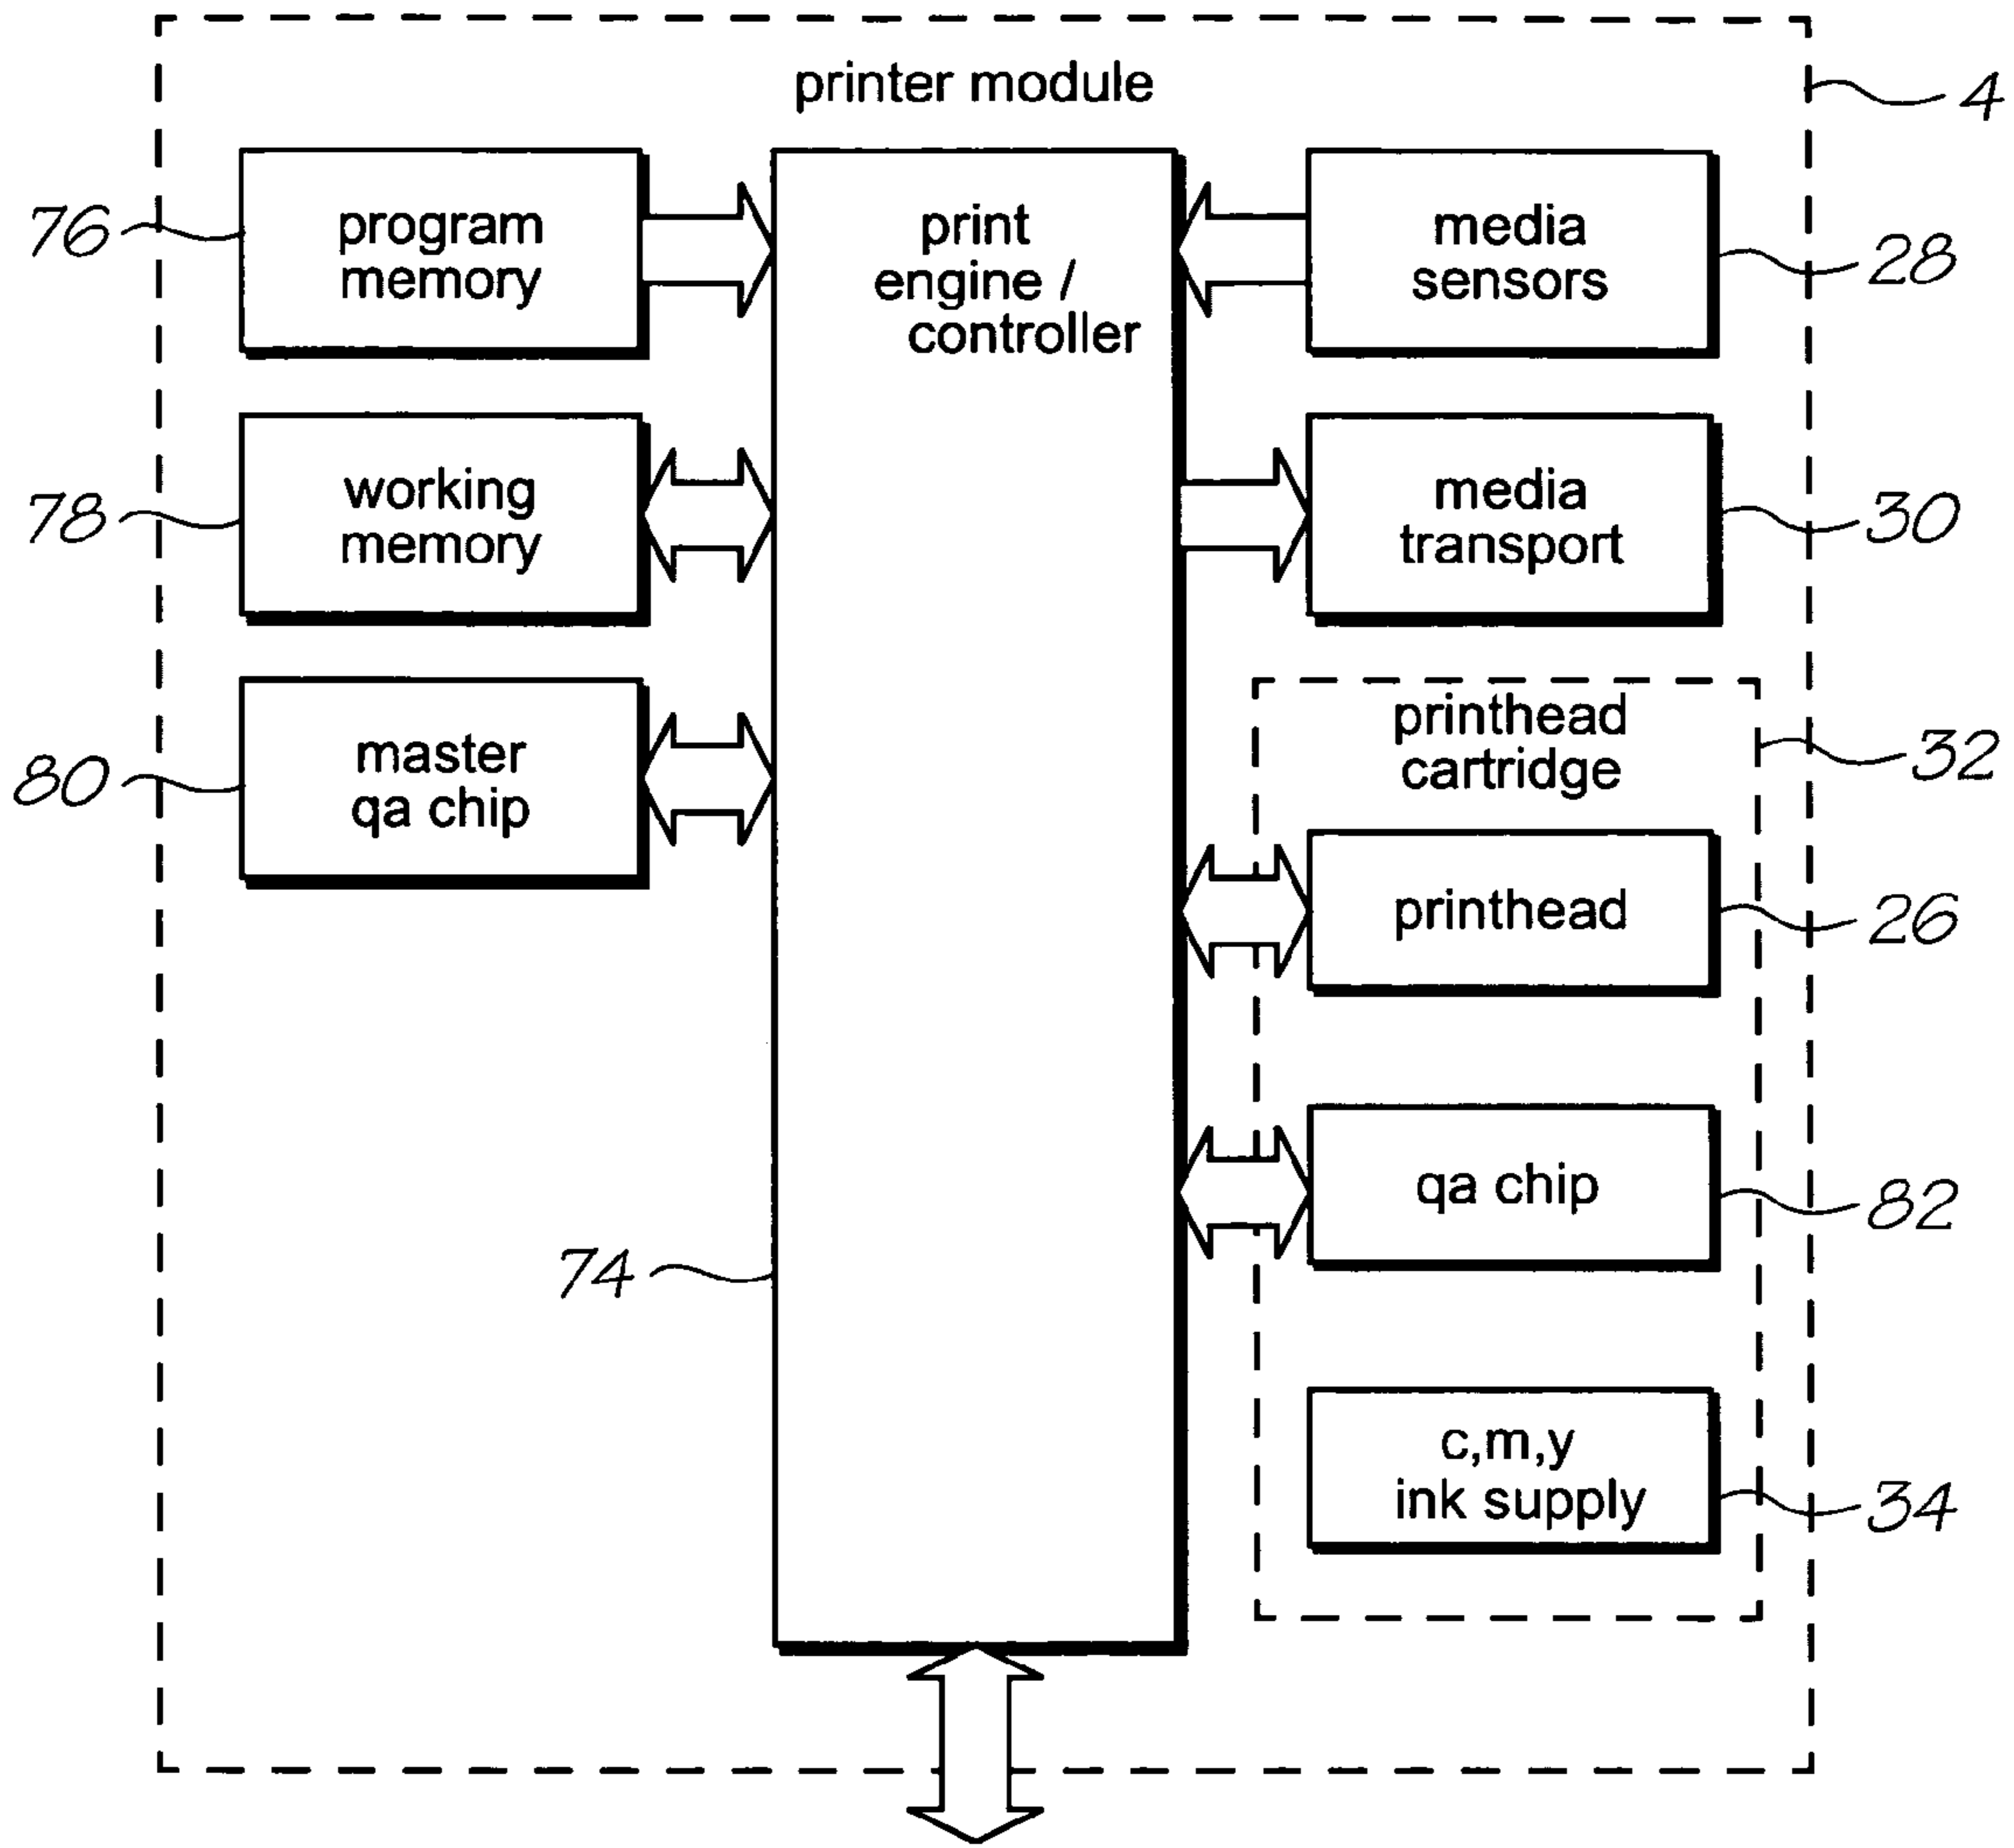 printer module
4
76
program
memory
print
engine /
controller
media
sensors
28
78
working
memory
media
transport
30
80
master
qa chip
printhead
cartridge
32
printhead
26
74
qa chip
82
c,m,y
ink supply
34